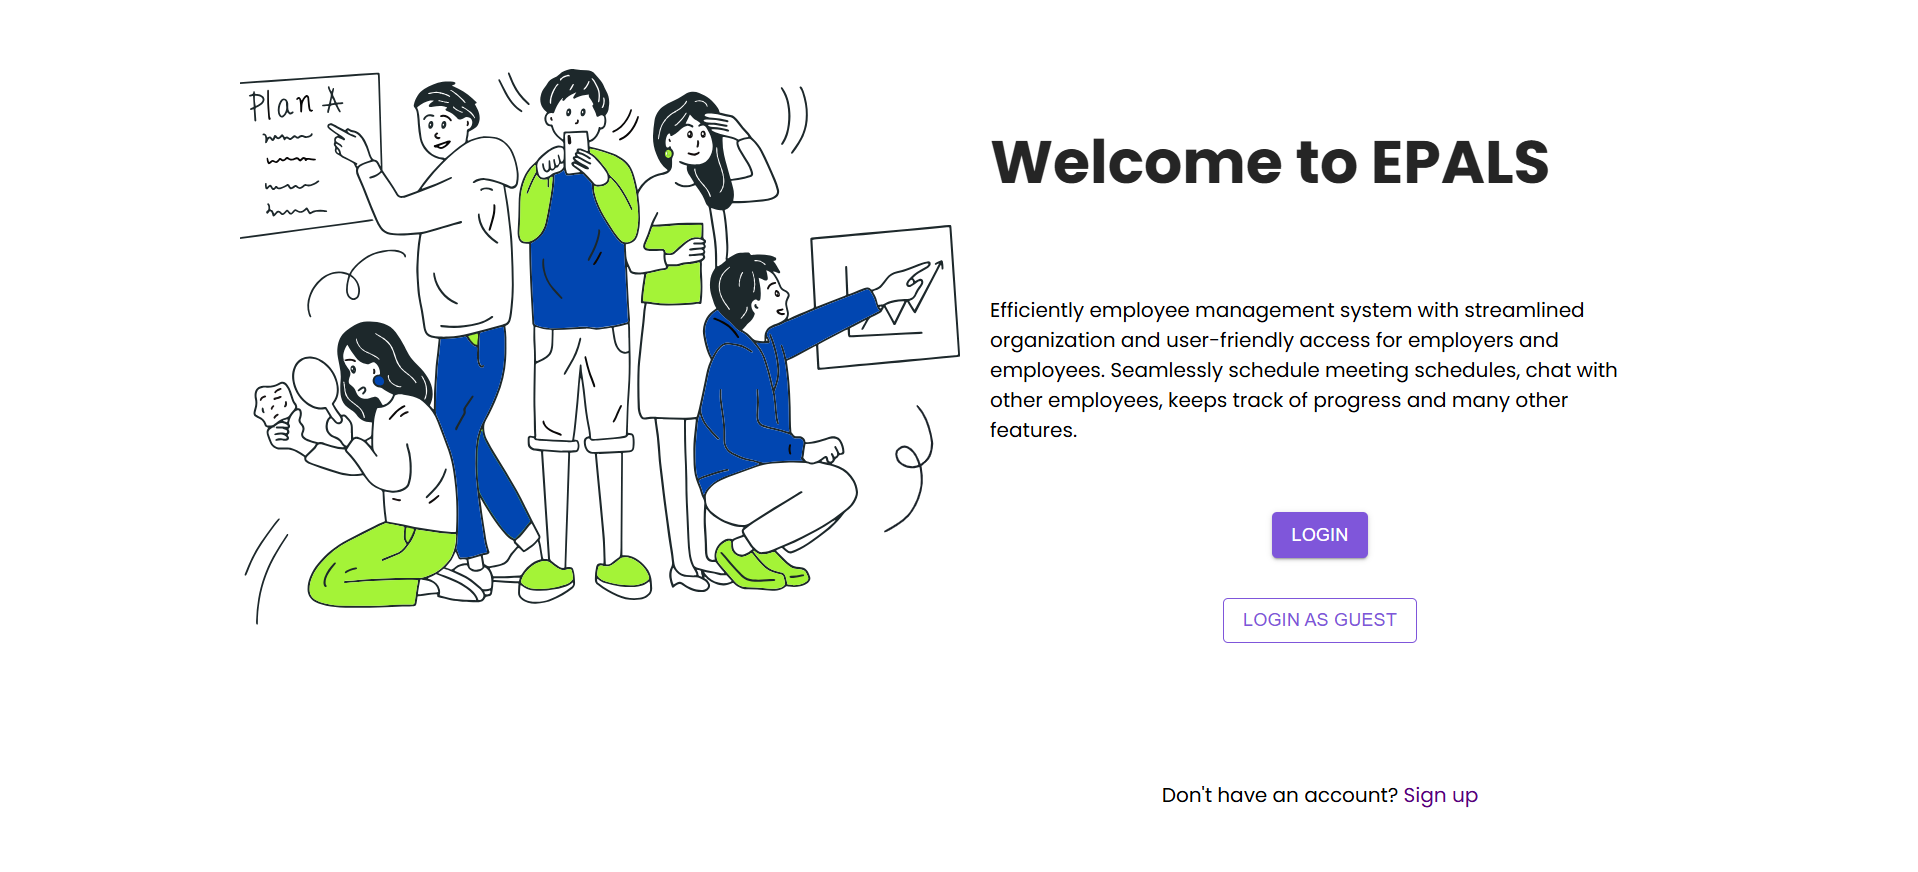 Plan A
Welcome to EPALS
Efficiently employee management system with streamlined
organization and user-friendly access for employers and
employees. Seamlessly schedule meeting schedules, chat with
other employees, keeps track of progress and many other
features.
LOGIN
LOGIN AS GUEST
Don't have an account? Sign up